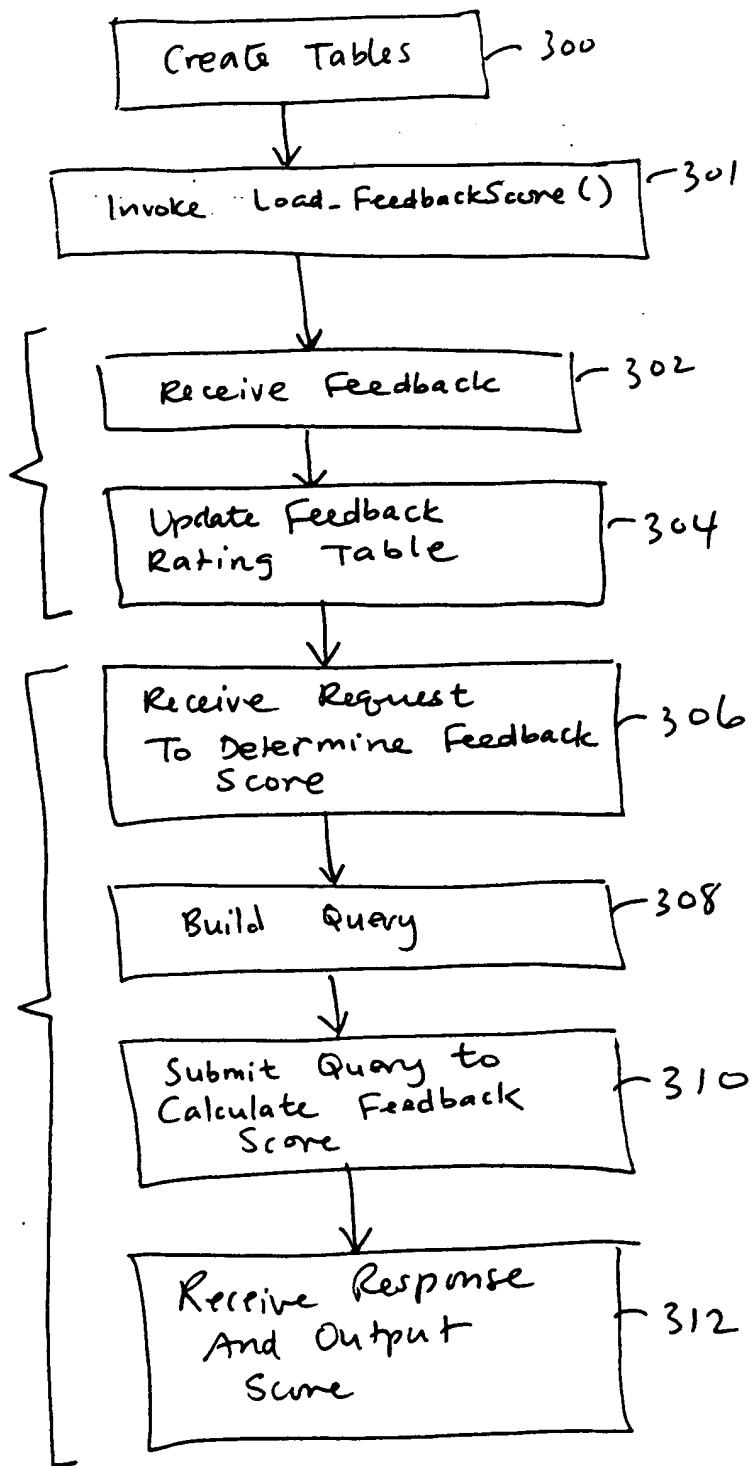 Create Tables
300
Invoke Load_FeedbackScore()
301
Receive Feedback
302
Update Feedback
Rating Table
304
Receive Request
To Determine Feedback
Score
306
Build Query
308
Submit Query to
Calculate Feedback
Score
310
Receive Response
And Output
Score
312